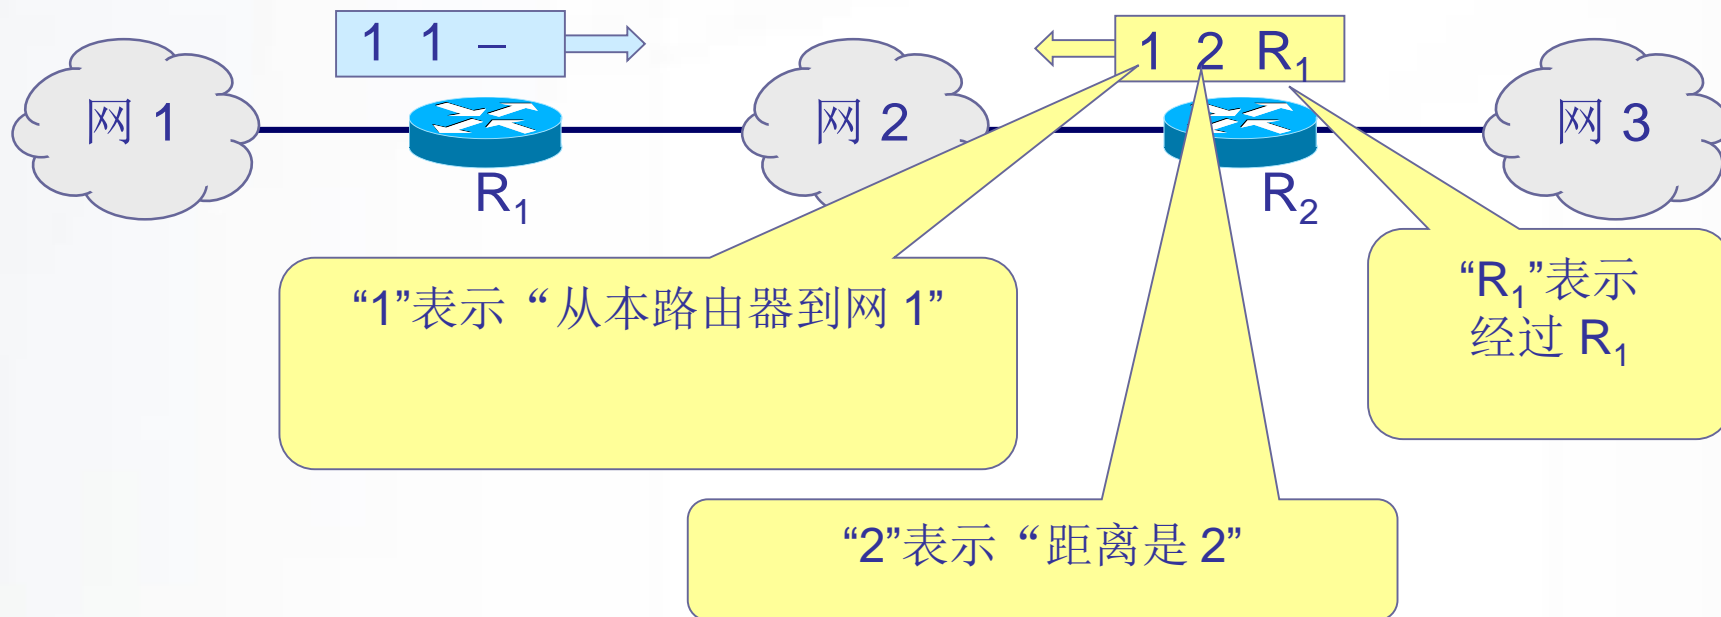 1 1 –
1 2 R₁
网 1
网 2
网 3
R₁
R₂
“1”表示“从本路由器到网 1”
“R₁”表示
经过 R₁
“2”表示“距离是 2”